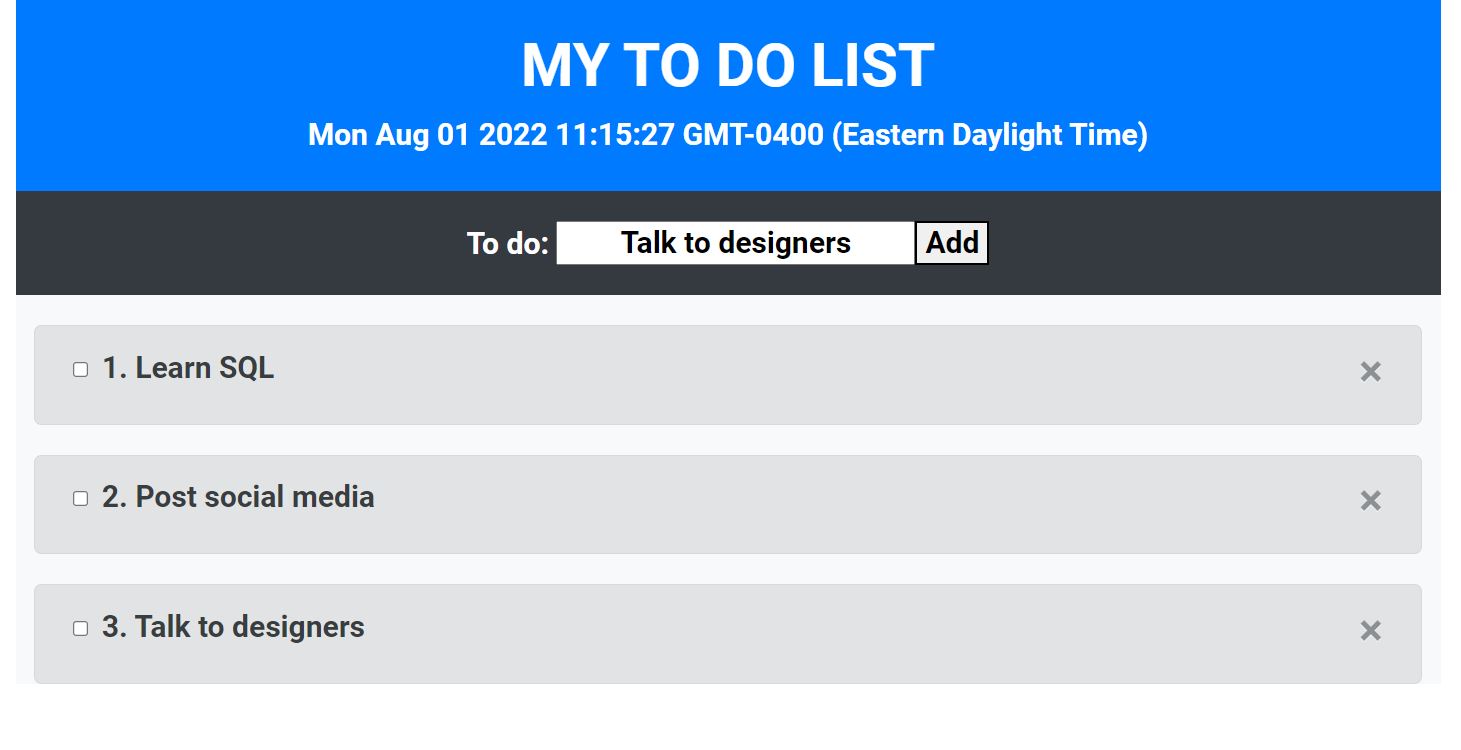 MY TO DO LIST
Mon Aug 01 2022 11:15:27 GMT-0400 (Eastern Daylight Time)
To do: Talk to designers Add
1. Learn SQL ×
2. Post social media ×
3. Talk to designers ×